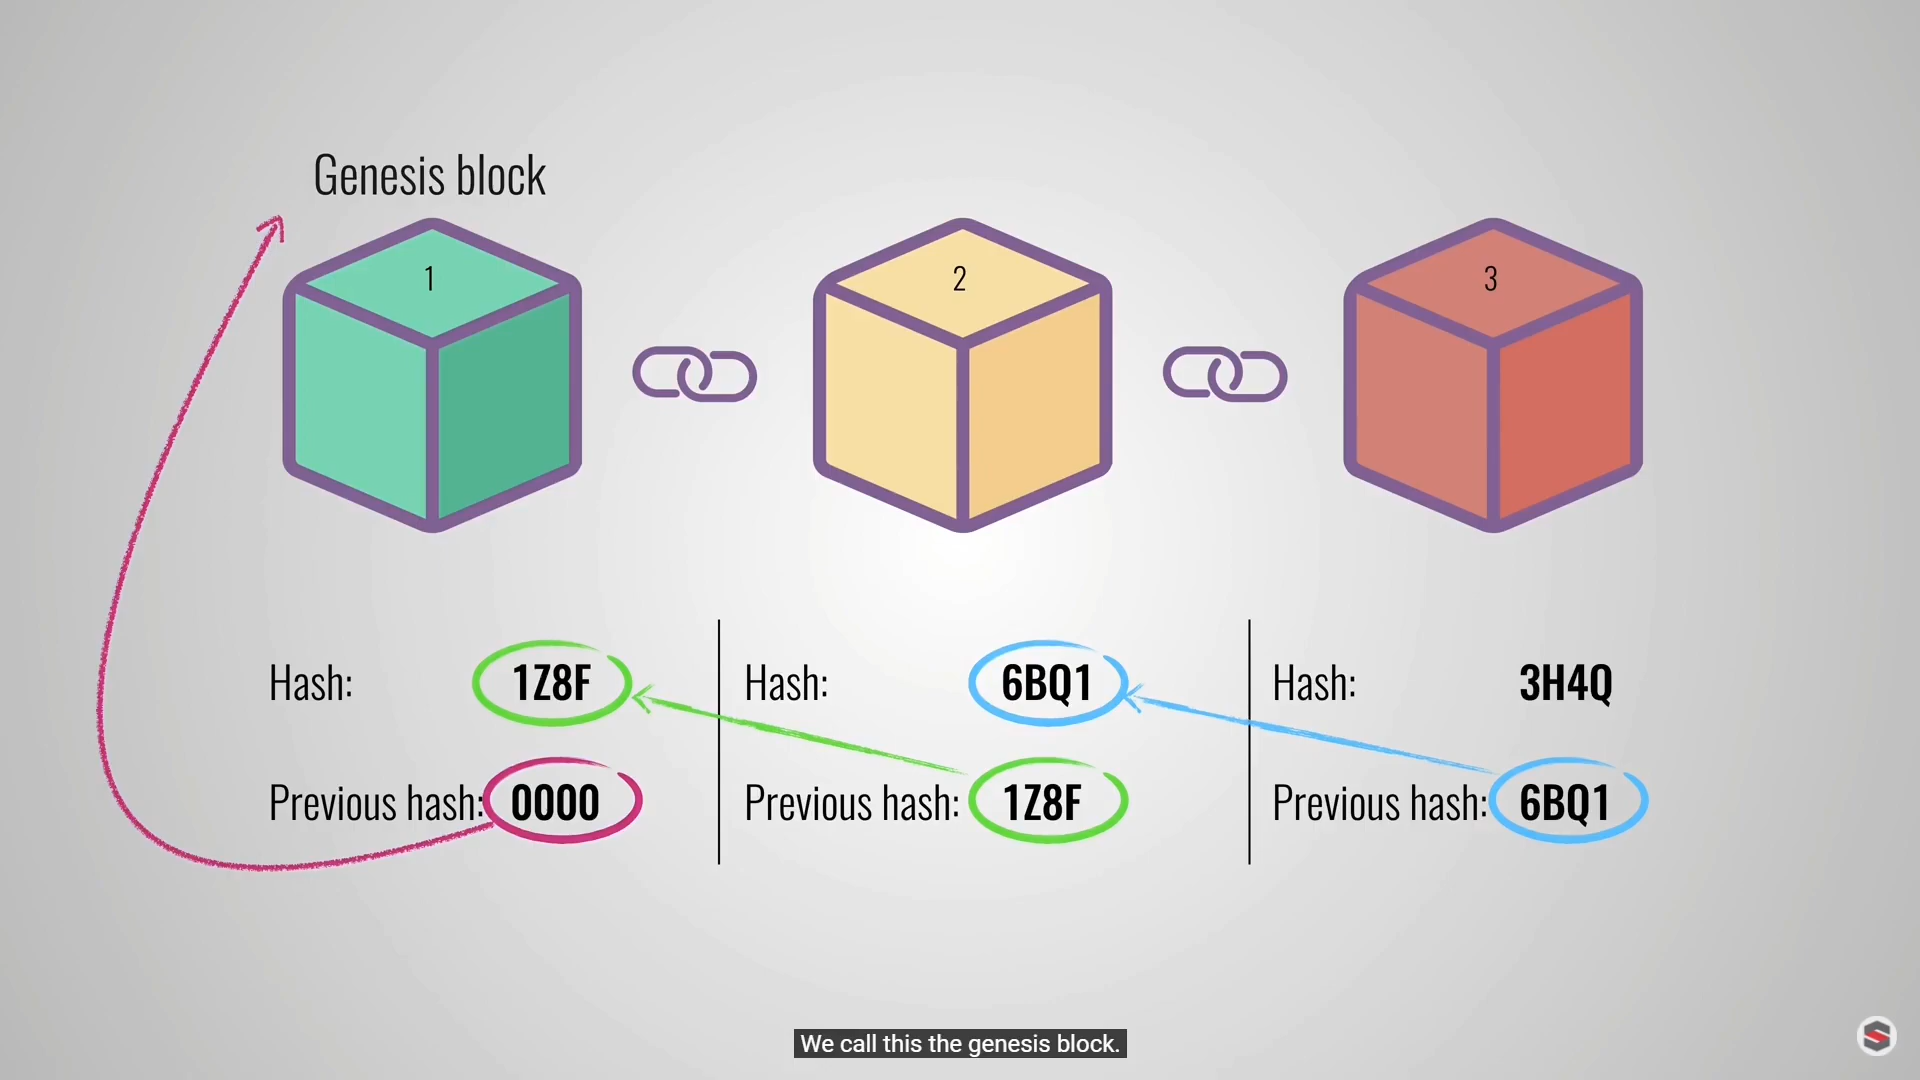 Genesis block
1
2
3
Hash: 1Z8F
Previous hash: 0000
Hash: 6BQ1
Previous hash: 1Z8F
Hash: 3H4Q
Previous hash: 6BQ1
We call this the genesis block.